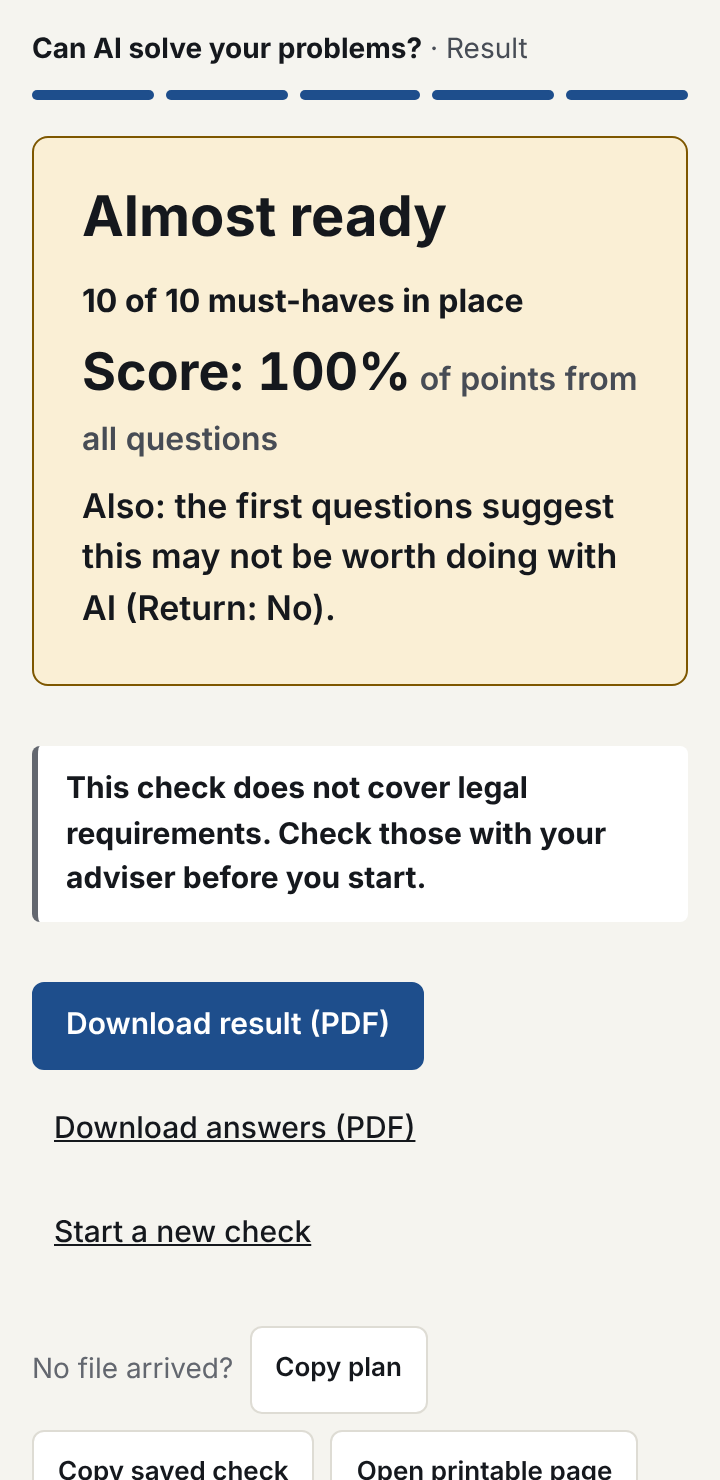 Can AI solve your problems? · Result
Almost ready
10 of 10 must-haves in place
Score: 100% of points from
all questions
Also: the first questions suggest
this may not be worth doing with
AI (Return: No).
This check does not cover legal
requirements. Check those with your
adviser before you start.
Download result (PDF)
Download answers (PDF)
Start a new check
No file arrived? Copy plan
Copy saved check Open printable page